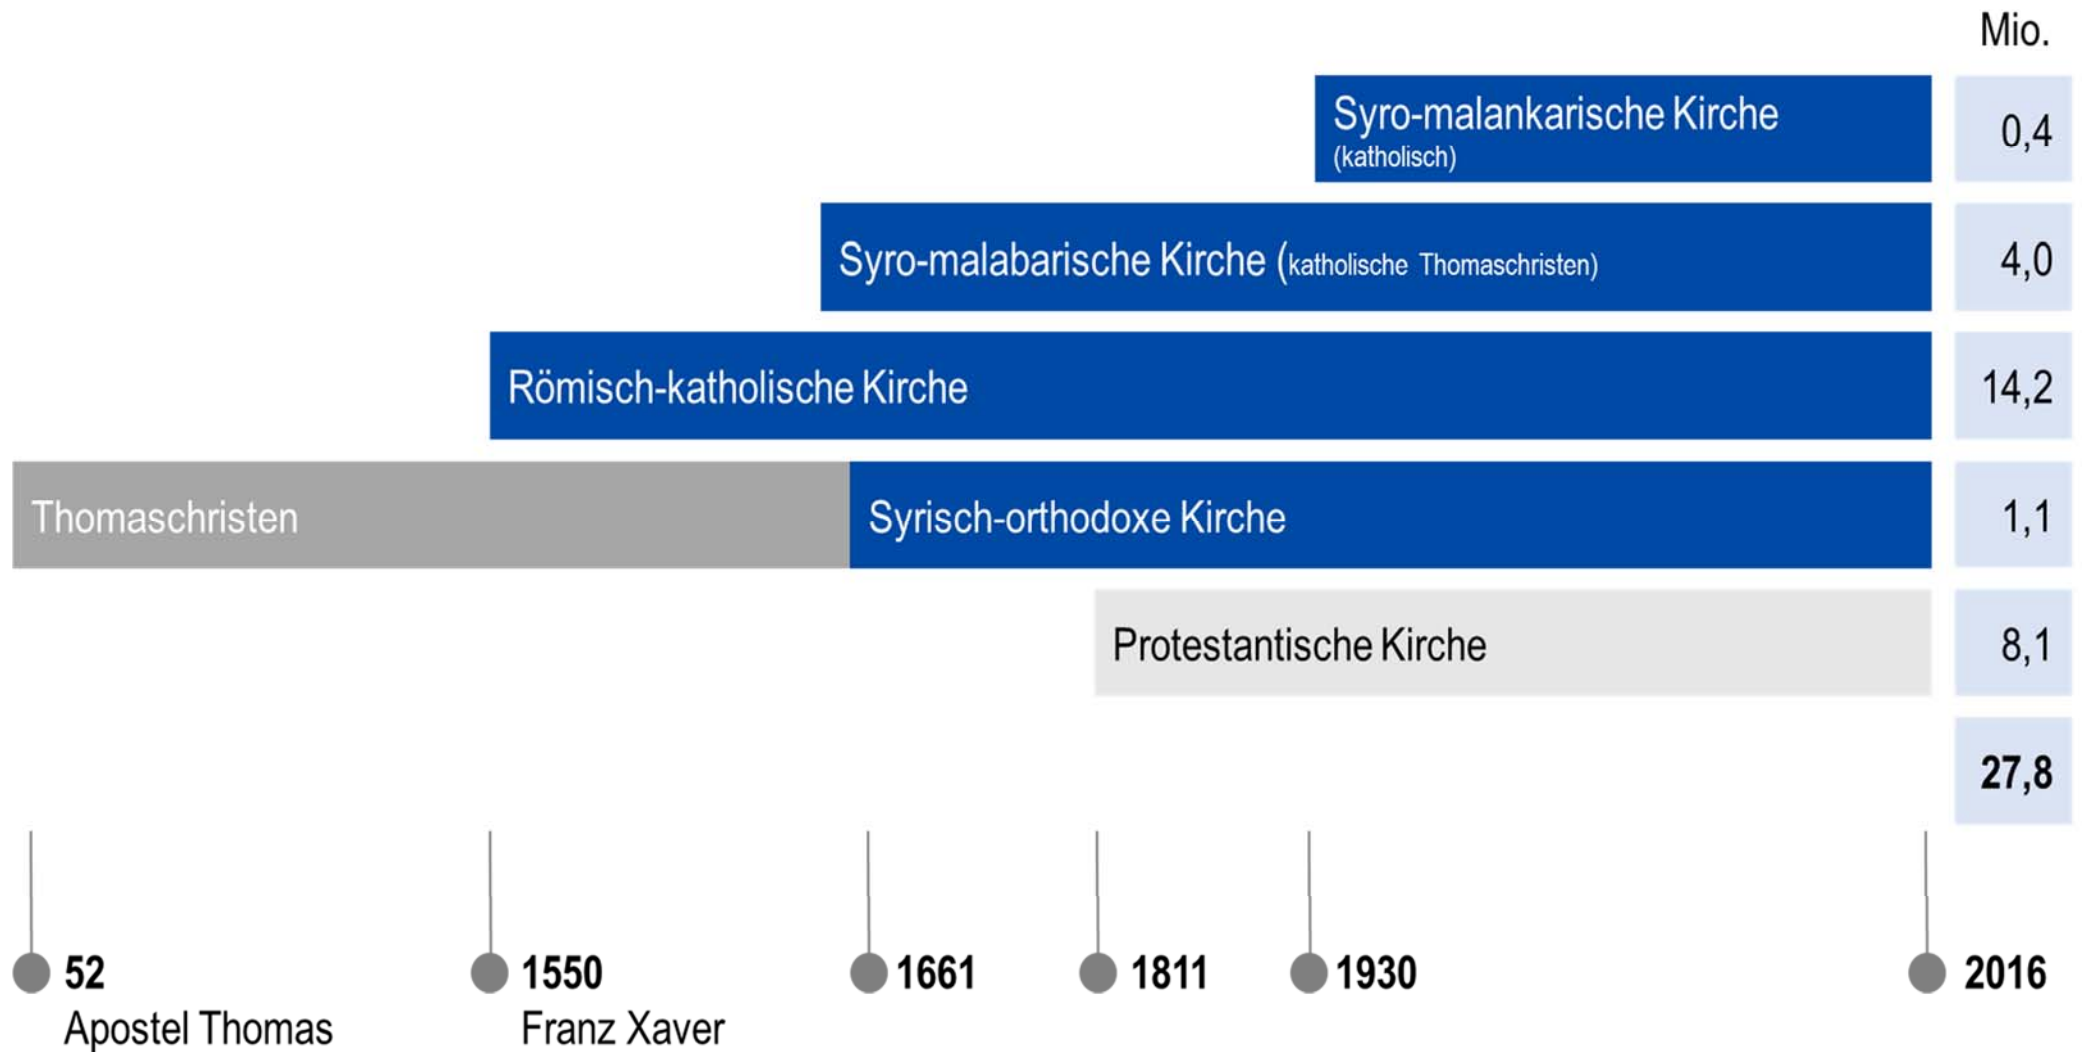 Mio.
Syro-malankarische Kirche
(katholisch)
0,4
Syro-malabarische Kirche (katholische Thomaschristen)
4,0
Römisch-katholische Kirche
14,2
Thomaschristen
Syrisch-orthodoxe Kirche
1,1
Protestantische Kirche
8,1
27,8
52
Apostel Thomas
1550
Franz Xaver
1661
1811
1930
2016